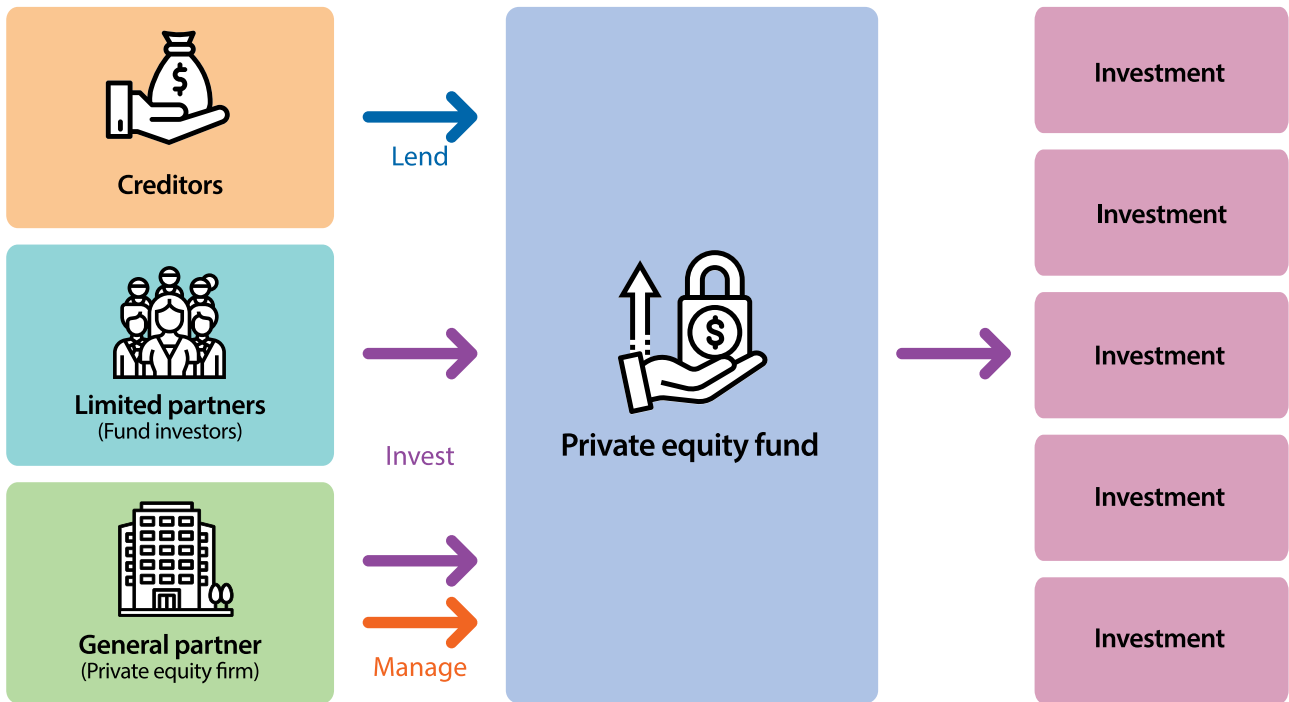 $
Creditors
Lend
Limited partners
(Fund investors)
Invest
General partner
(Private equity firm)
Manage
$
Private equity fund
Investment
Investment
Investment
Investment
Investment